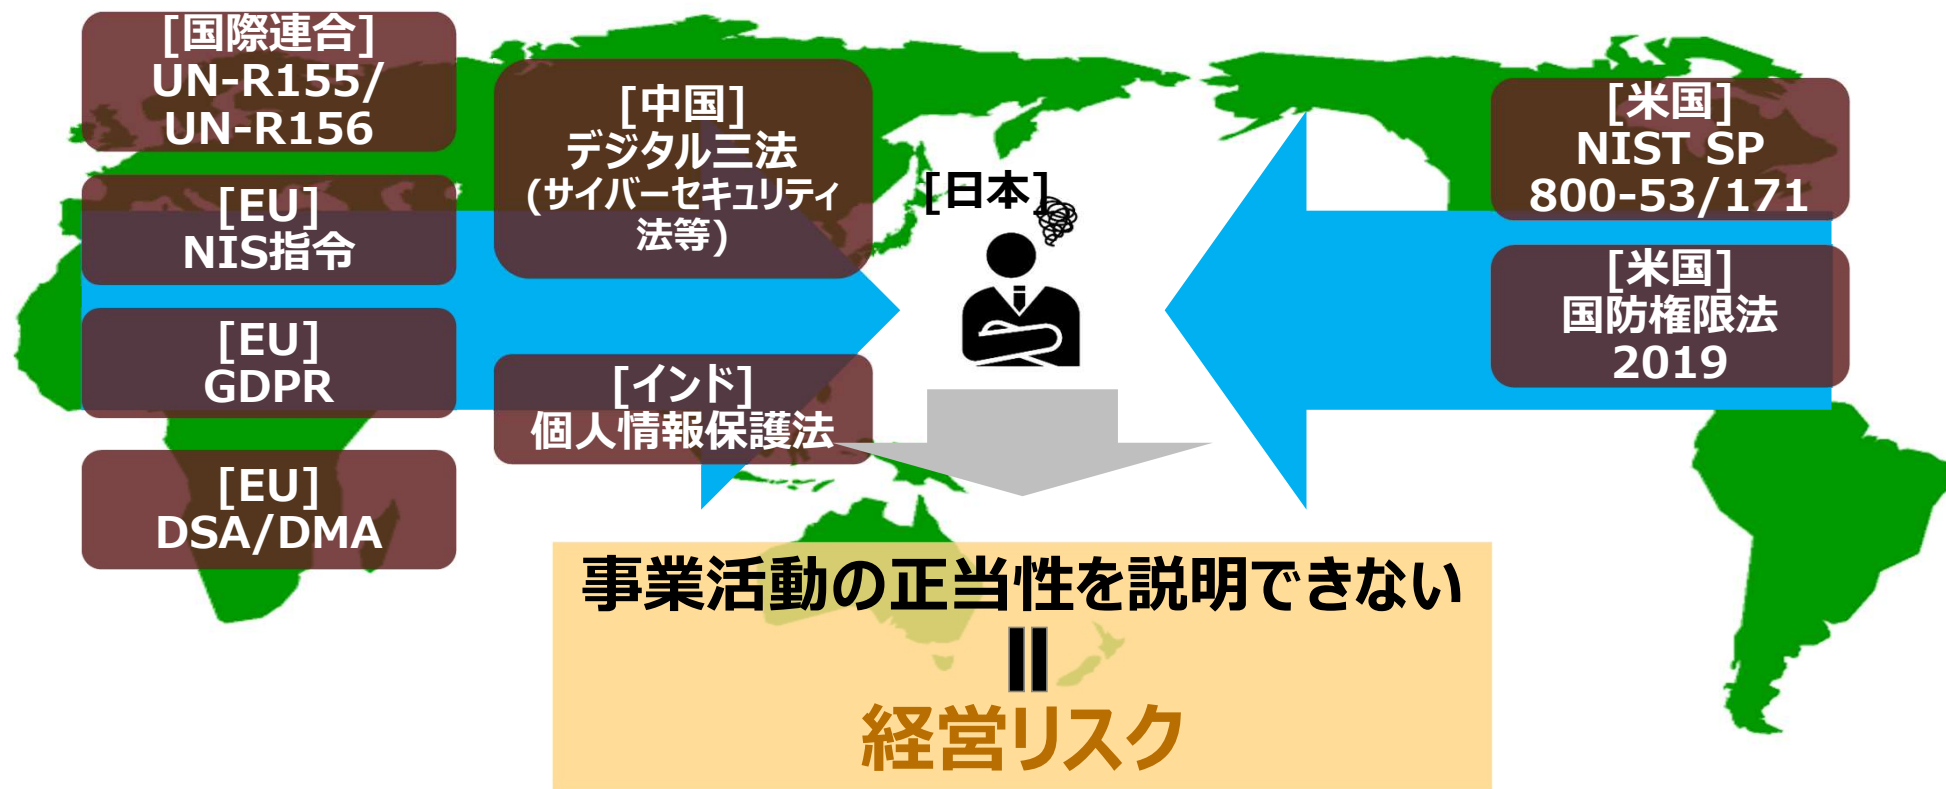 [国際連合]
UN-R155/
UN-R156
[EU]
NIS指令
[EU]
GDPR
[EU]
DSA/DMA
[中国]
デジタル三法
(サイバーセキュリティ
法等)
[インド]
個人情報保護法
[日本]
[米国]
NIST SP
800-53/171
[米国]
国防権限法
2019
事業活動の正当性を説明できない
経営リスク